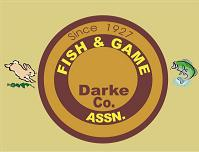 Since 1927
FISH & GAME
Darke
Co.
ASSN.